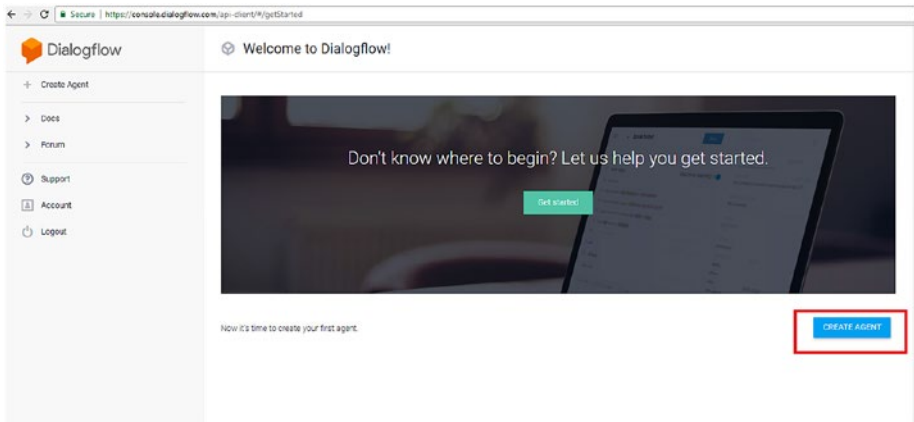 Secure | https://console.dialogflow.com/api-client/#/getStarted
Dialogflow
Welcome to Dialogflow!
Create Agent
Docs
Forum
Support
Account
Logout
Don't know where to begin? Let us help you get started.
Get started
Now it's time to create your first agent.
CREATE AGENT